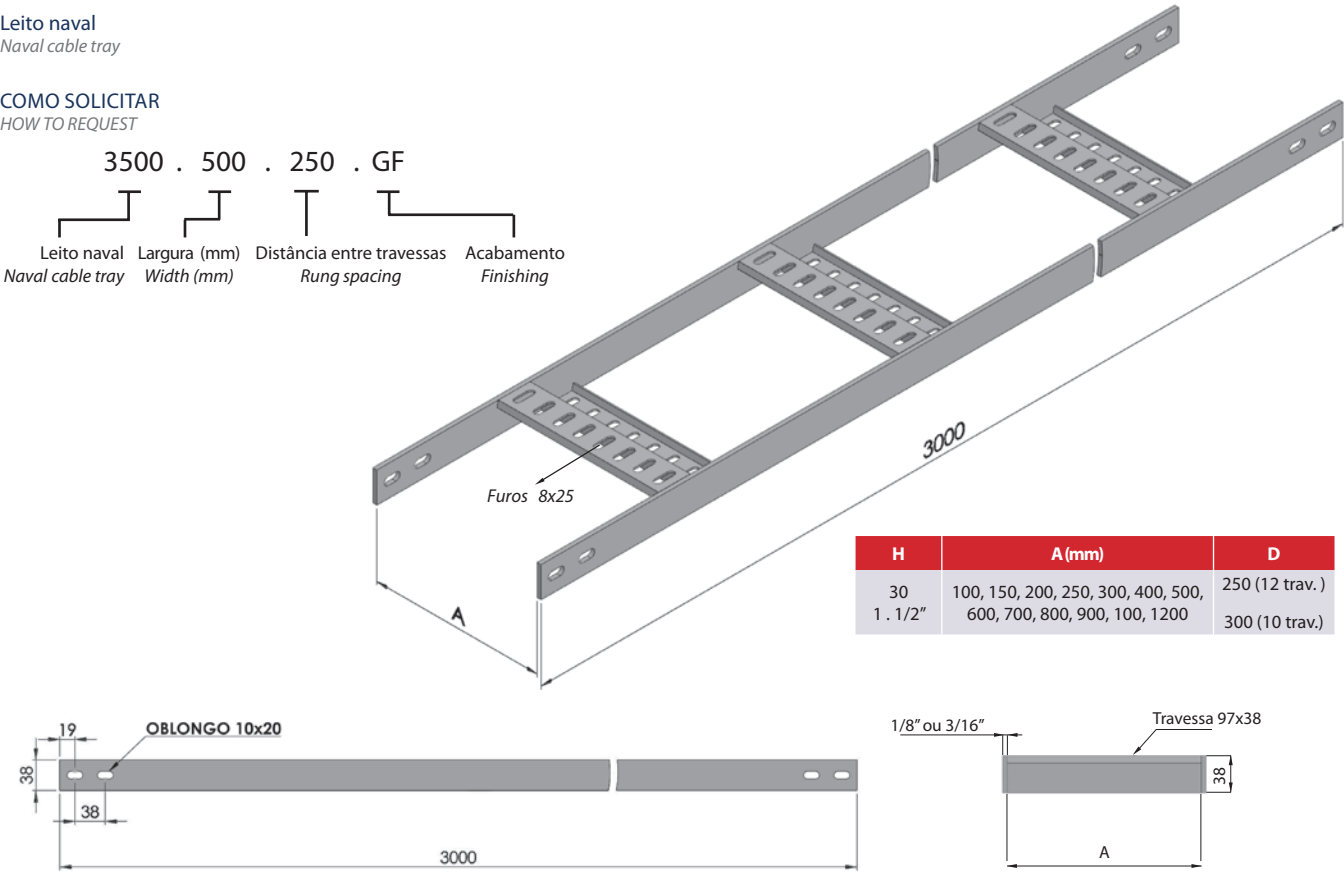 Leito naval
Naval cable tray
COMO SOLICITAR
HOW TO REQUEST
3500 . 500 . 250 . GF
Leito naval
Naval cable tray
Largura (mm)
Width (mm)
Distância entre travessas
Rung spacing
Acabamento
Finishing
Furos 8x25
3000
A
H A (mm) D
30
1 . 1/2”
100, 150, 200, 250, 300, 400, 500,
600, 700, 800, 900, 100, 1200
250 (12 trav. )
300 (10 trav.)
19
OBLONGO 10x20
38
38
3000
1/8” ou 3/16”
Travessa 97x38
38
A